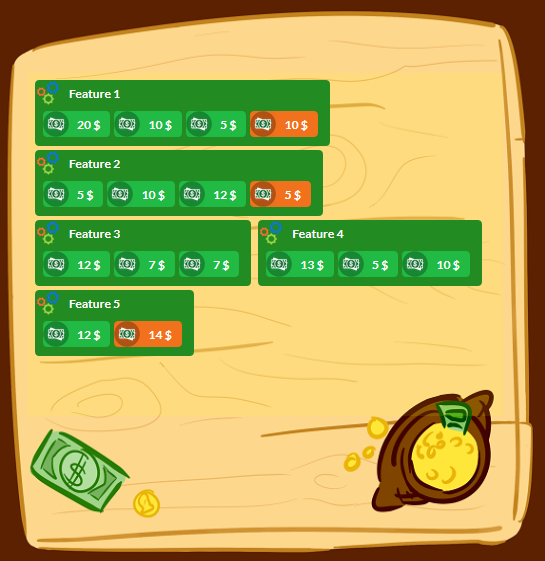 Feature 1
20 $ 10 $ 5 $ 10 $
Feature 2
5 $ 10 $ 12 $ 5 $
Feature 3
12 $ 7 $ 7 $
Feature 4
13 $ 5 $ 10 $
Feature 5
12 $ 14 $
$